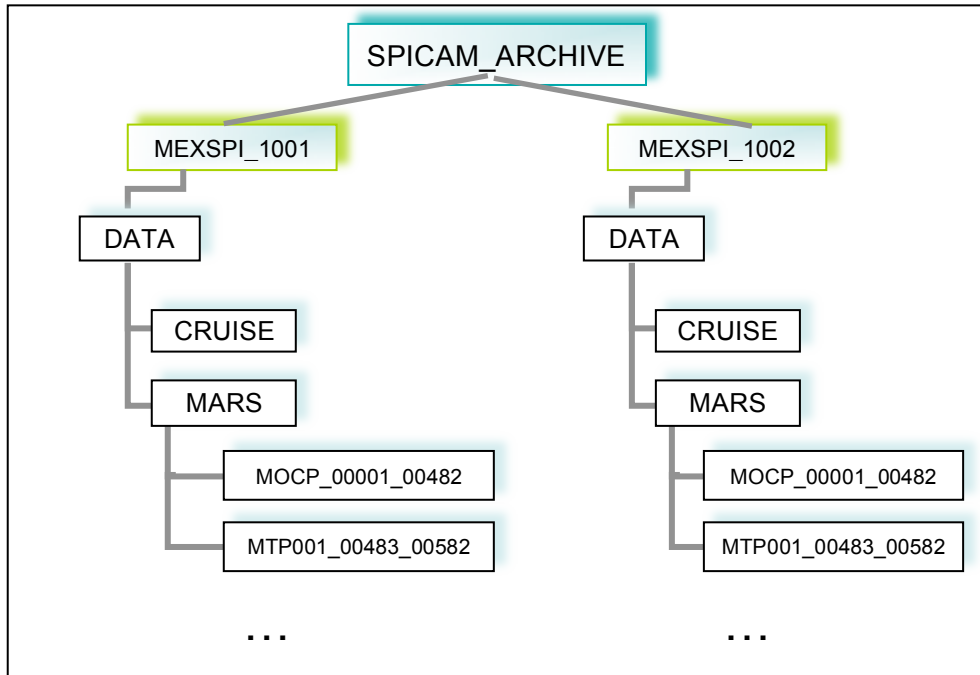 SPICAM_ARCHIVE
MEXSPI_1001
MEXSPI_1002
DATA
DATA
CRUISE
CRUISE
MARS
MARS
MOCP_00001_00482
MOCP_00001_00482
MTP001_00483_00582
MTP001_00483_00582
...
...